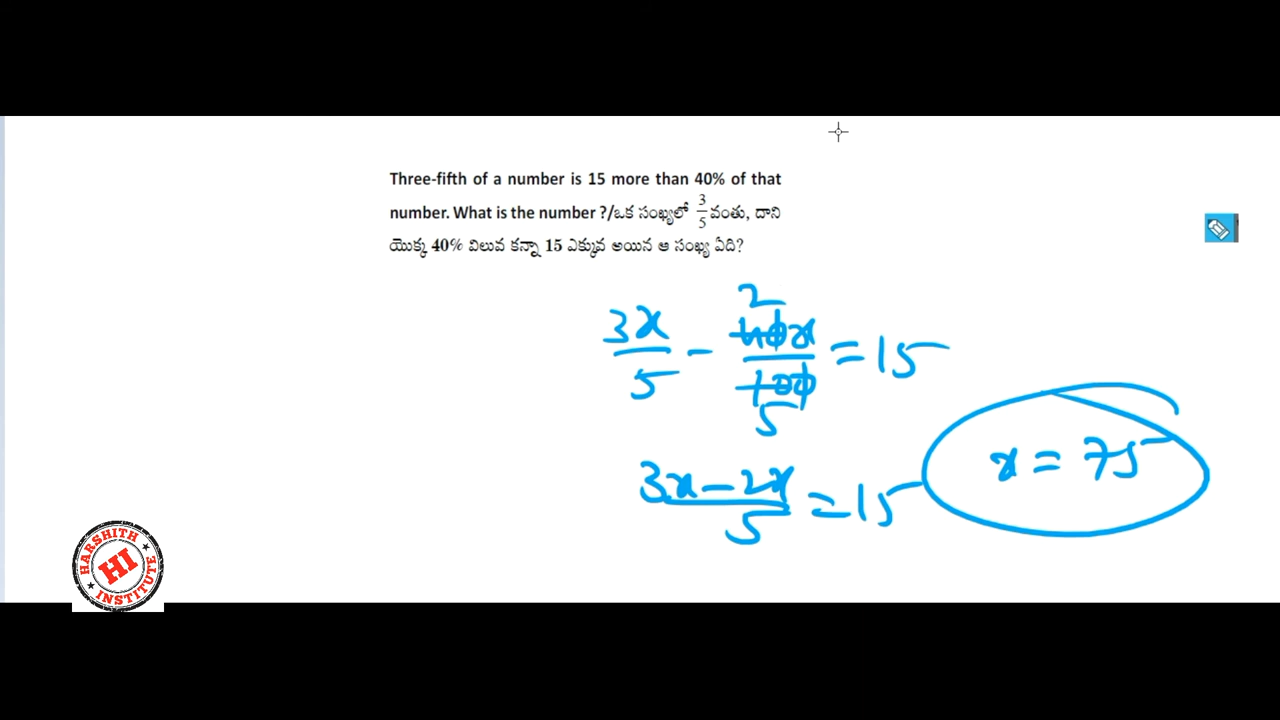 Three-fifth of a number is 15 more than 40% of that
number. What is the number ?/ఒక సంఖ్యలో 3/5 వంతు, దాని
యొక్క 40% విలువ కన్నా 15 ఎక్కువ అయిన ఆ సంఖ్య ఏది?
2
3x/5 - 40x/100 = 15
5
3x-2x/5 = 15
x = 75
HARSHITH
HI
INSTITUTE